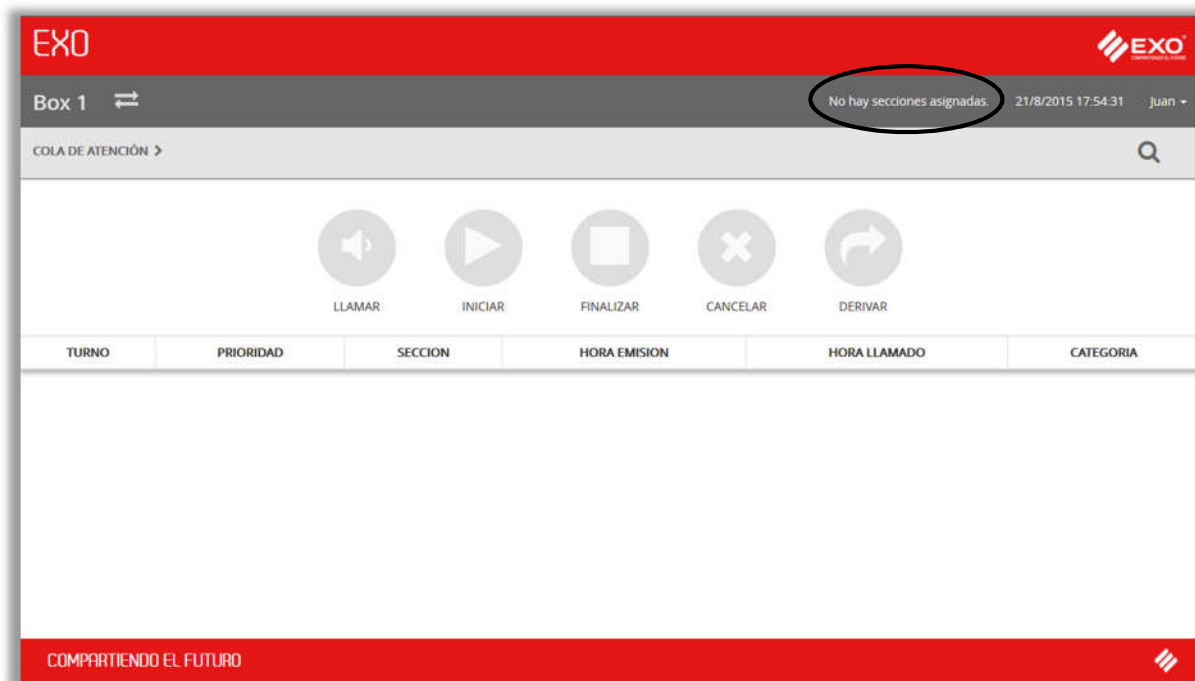 EXO
EXO
Box 1
No hay secciones asignadas.
21/8/2015 17:54:31
Juan
COLA DE ATENCIÓN
LLAMAR
INICIAR
FINALIZAR
CANCELAR
DERIVAR
TURNO
PRIORIDAD
SECCION
HORA EMISION
HORA LLAMADO
CATEGORIA
COMPARTIENDO EL FUTURO